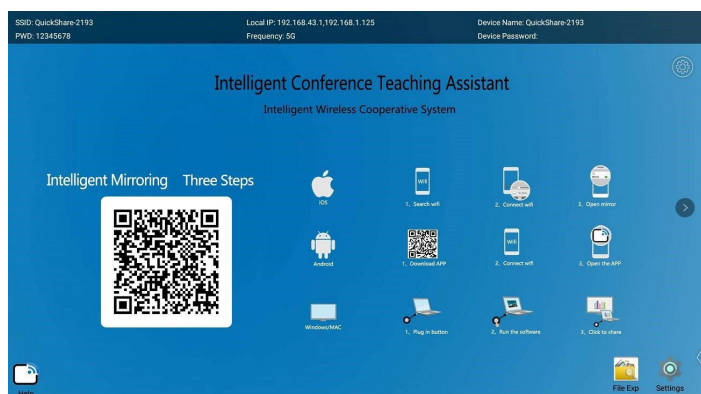 SSID: QuickShare-2193
Local IP: 192.168.43.1,192.168.1.125
Device Name: QuickShare-2193
PWD: 12345678
Frequency: 5G
Device Password:
Intelligent Conference Teaching Assistant
Intelligent Wireless Cooperative System
Intelligent Mirroring Three Steps
iOS
Wifi
1、Search wifi
2、Connect wifi
3、Open mirror
Android
1、Download APP
Wifi
2、Connect wifi
3、Open the APP
Windows/MAC
1、Plug in button
2、Run the software
3、Click to share
Help
File Exp
Settings